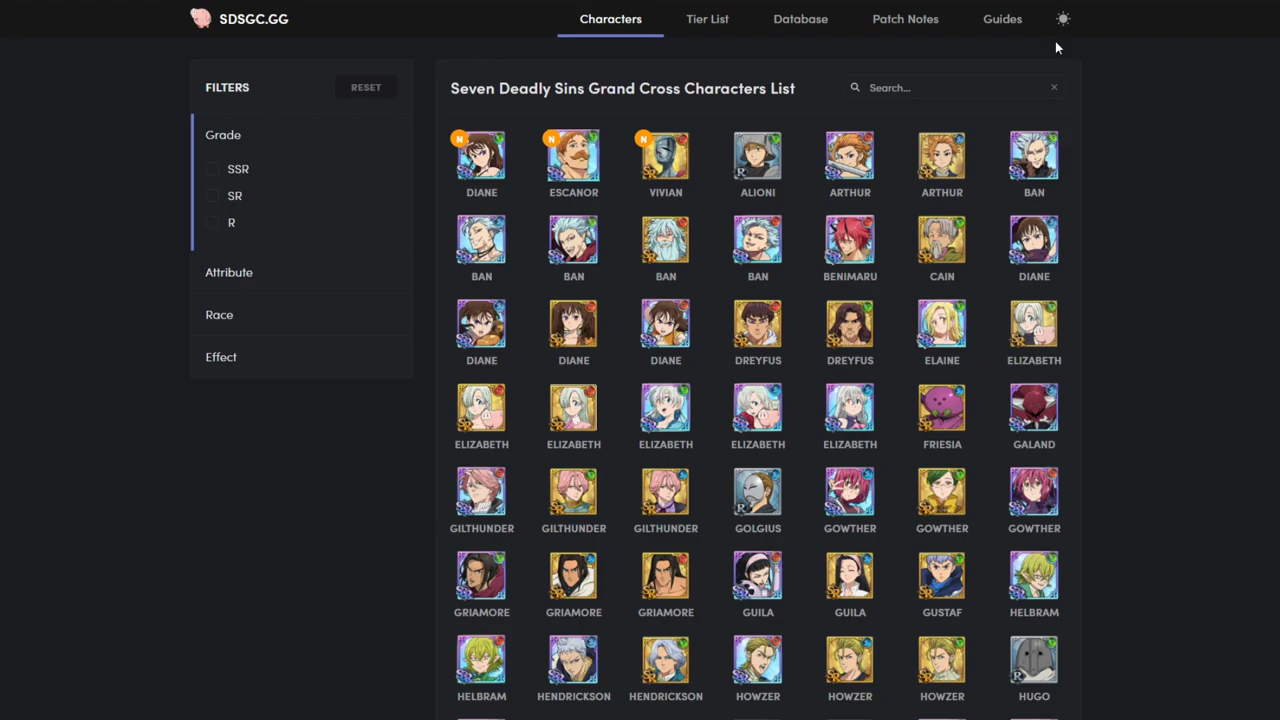 SDSGC.GG Characters Tier List Database Patch Notes Guides
FILTERS RESET
Grade
SSR
SR
R
Attribute
Race
Effect
Seven Deadly Sins Grand Cross Characters List Search...
N N N
DIANE ESCANOR VIVIAN ALIONI ARTHUR ARTHUR BAN
BAN BAN BAN BAN BENIMARU CAIN DIANE
DIANE DIANE DIANE DREYFUS DREYFUS ELAINE ELIZABETH
ELIZABETH ELIZABETH ELIZABETH ELIZABETH ELIZABETH FRIESIA GALAND
GILTHUNDER GILTHUNDER GILTHUNDER GOLGIUS GOWTHER GOWTHER GOWTHER
GRIAMORE GRIAMORE GRIAMORE GUILA GUILA GUSTAF HELBRAM
HELBRAM HENDRICKSON HENDRICKSON HOWZER HOWZER HOWZER HUGO